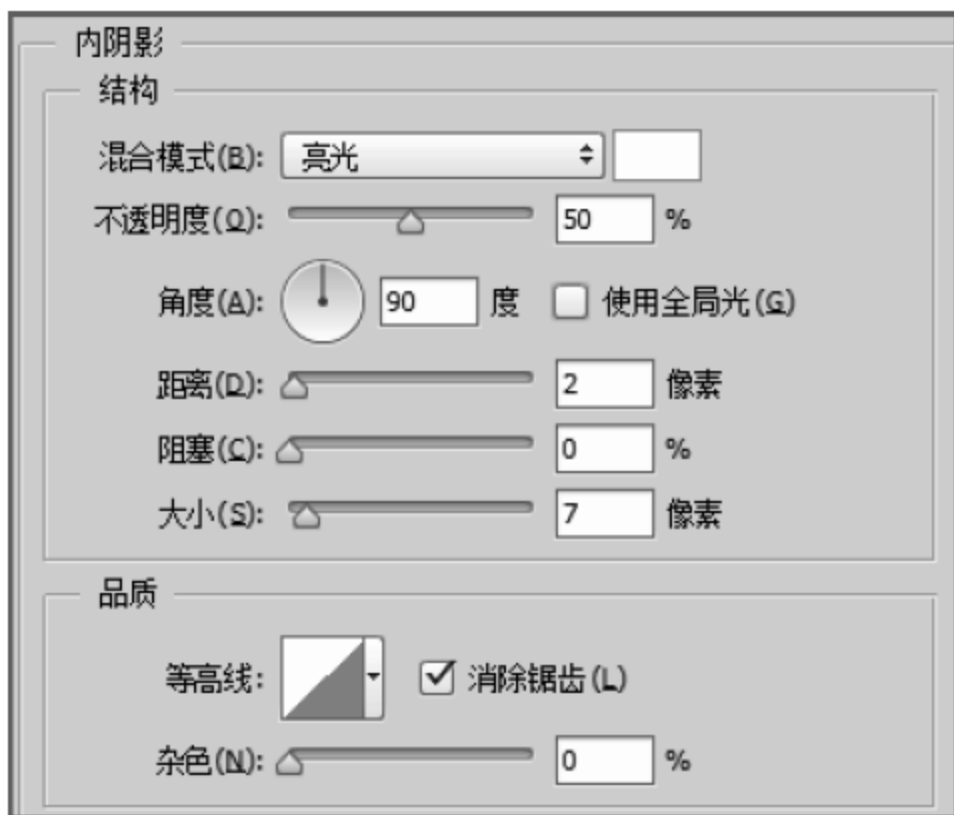 内阴影
结构
混合模式(B): 亮光
不透明度(O): 50 %
角度(A): 90 度 使用全局光(G)
距离(D): 2 像素
阻塞(C): 0 %
大小(S): 7 像素
品质
等高线: 消除锯齿(L)
杂色(N): 0 %